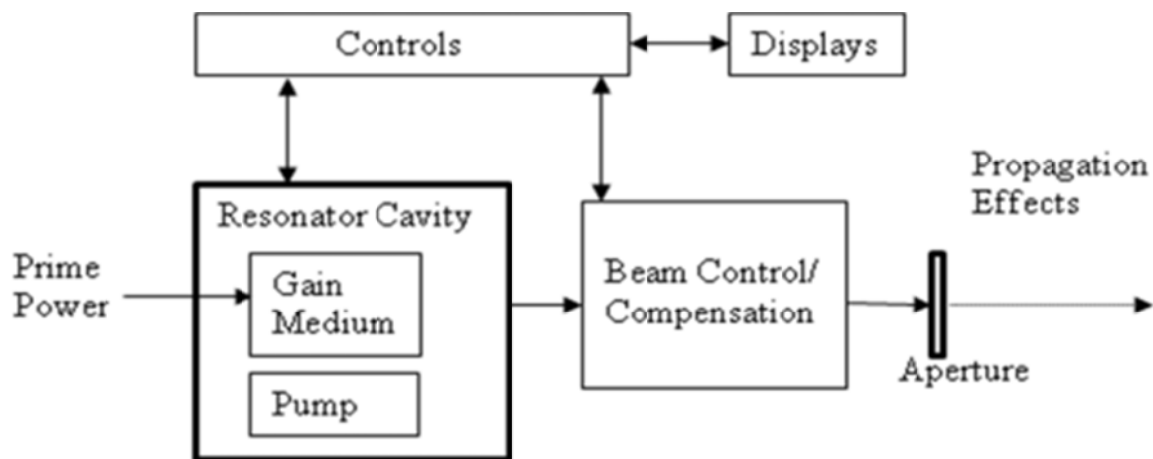 Controls
Displays
Propagation
Effects
Resonator Cavity
Prime
Power
Gain
Medium
Pump
Beam Control/
Compensation
Aperture